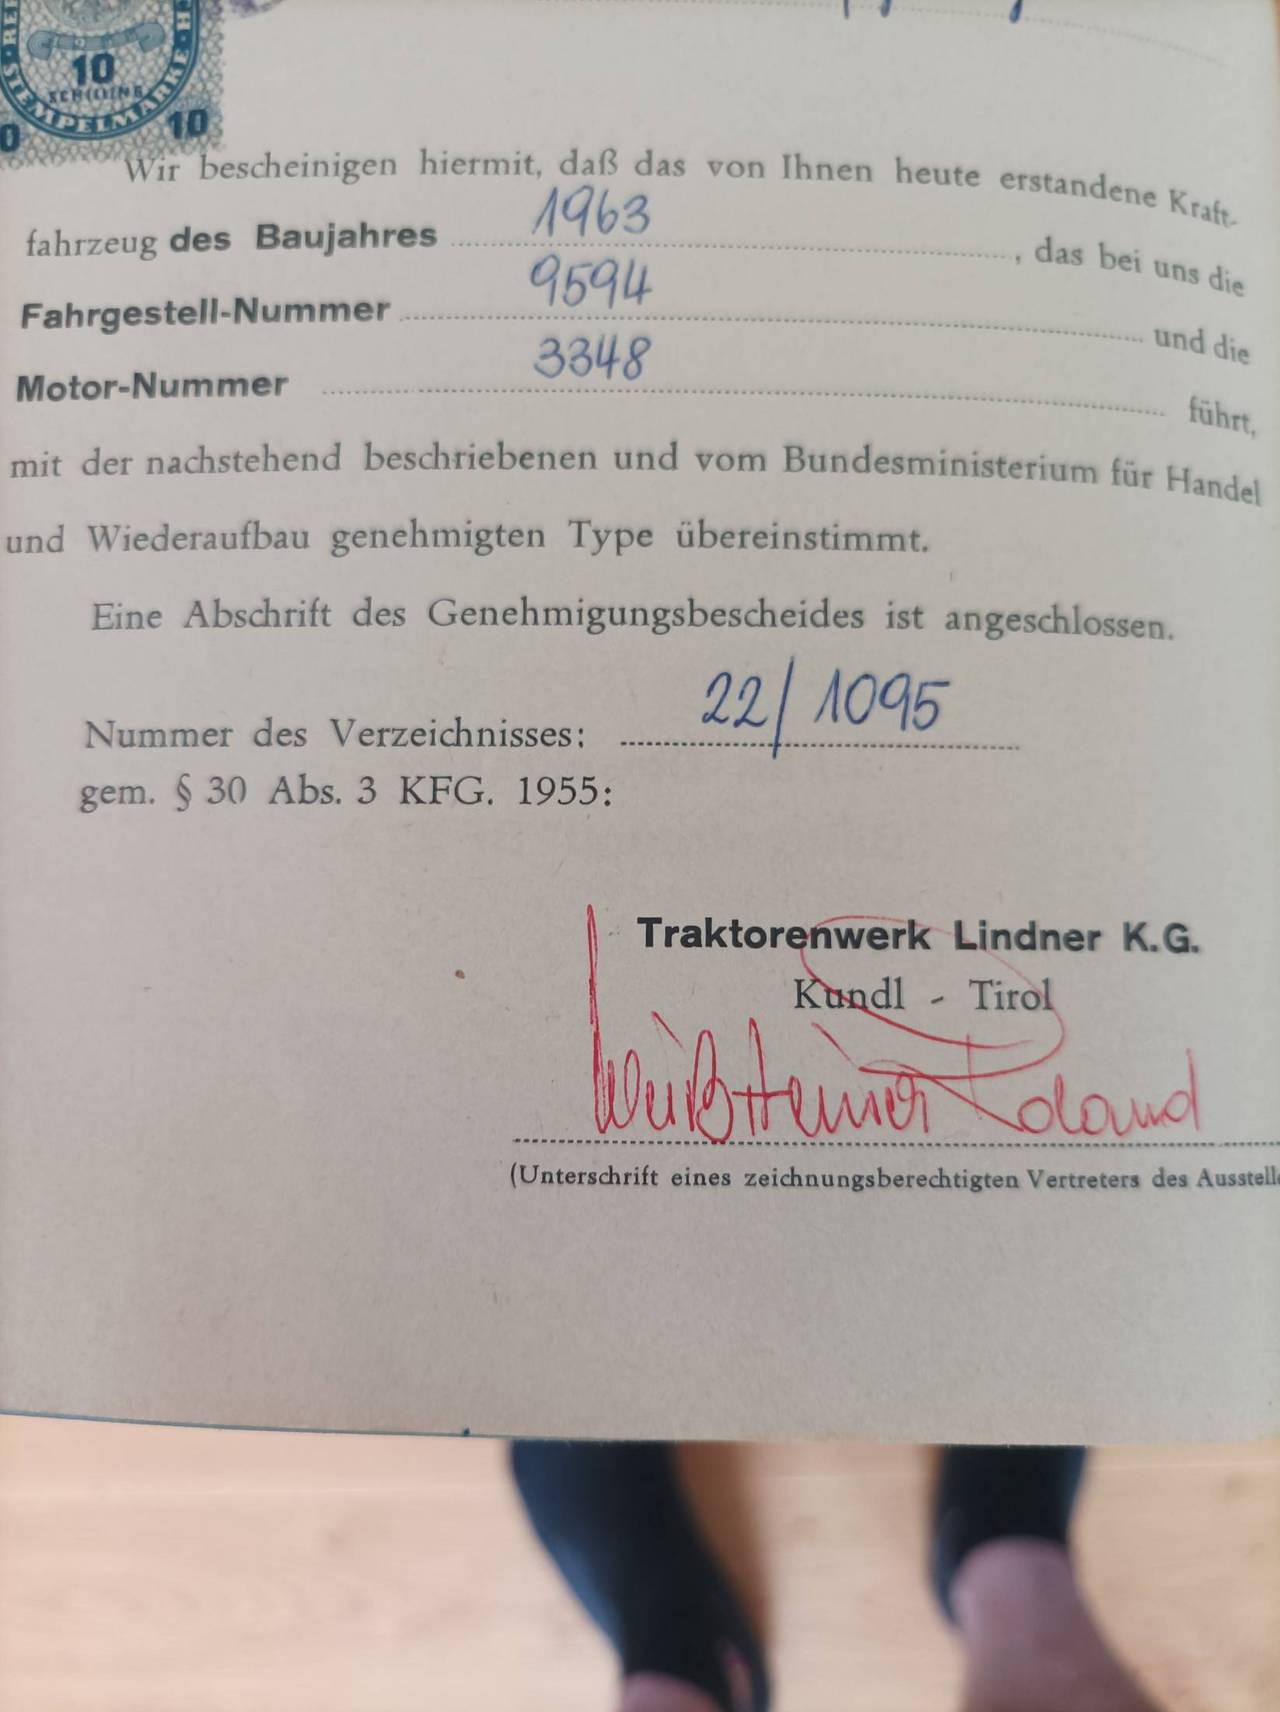 10
SCHILLING
STEMPELMARKE
10
Wir bescheinigen hiermit, daß das von Ihnen heute erstandene Kraft-
fahrzeug des Baujahres 1963, das bei uns die
Fahrgestell-Nummer 9594 und die
Motor-Nummer 3348 führt,
mit der nachstehend beschriebenen und vom Bundesministerium für Handel
und Wiederaufbau genehmigten Type übereinstimmt.
Eine Abschrift des Genehmigungsbescheides ist angeschlossen.
Nummer des Verzeichnisses: 22/1095
gem. § 30 Abs. 3 KFG. 1955:
Traktorenwerk Lindner K.G.
Kundl - Tirol
Roland
(Unterschrift eines zeichnungsberechtigten Vertreters des